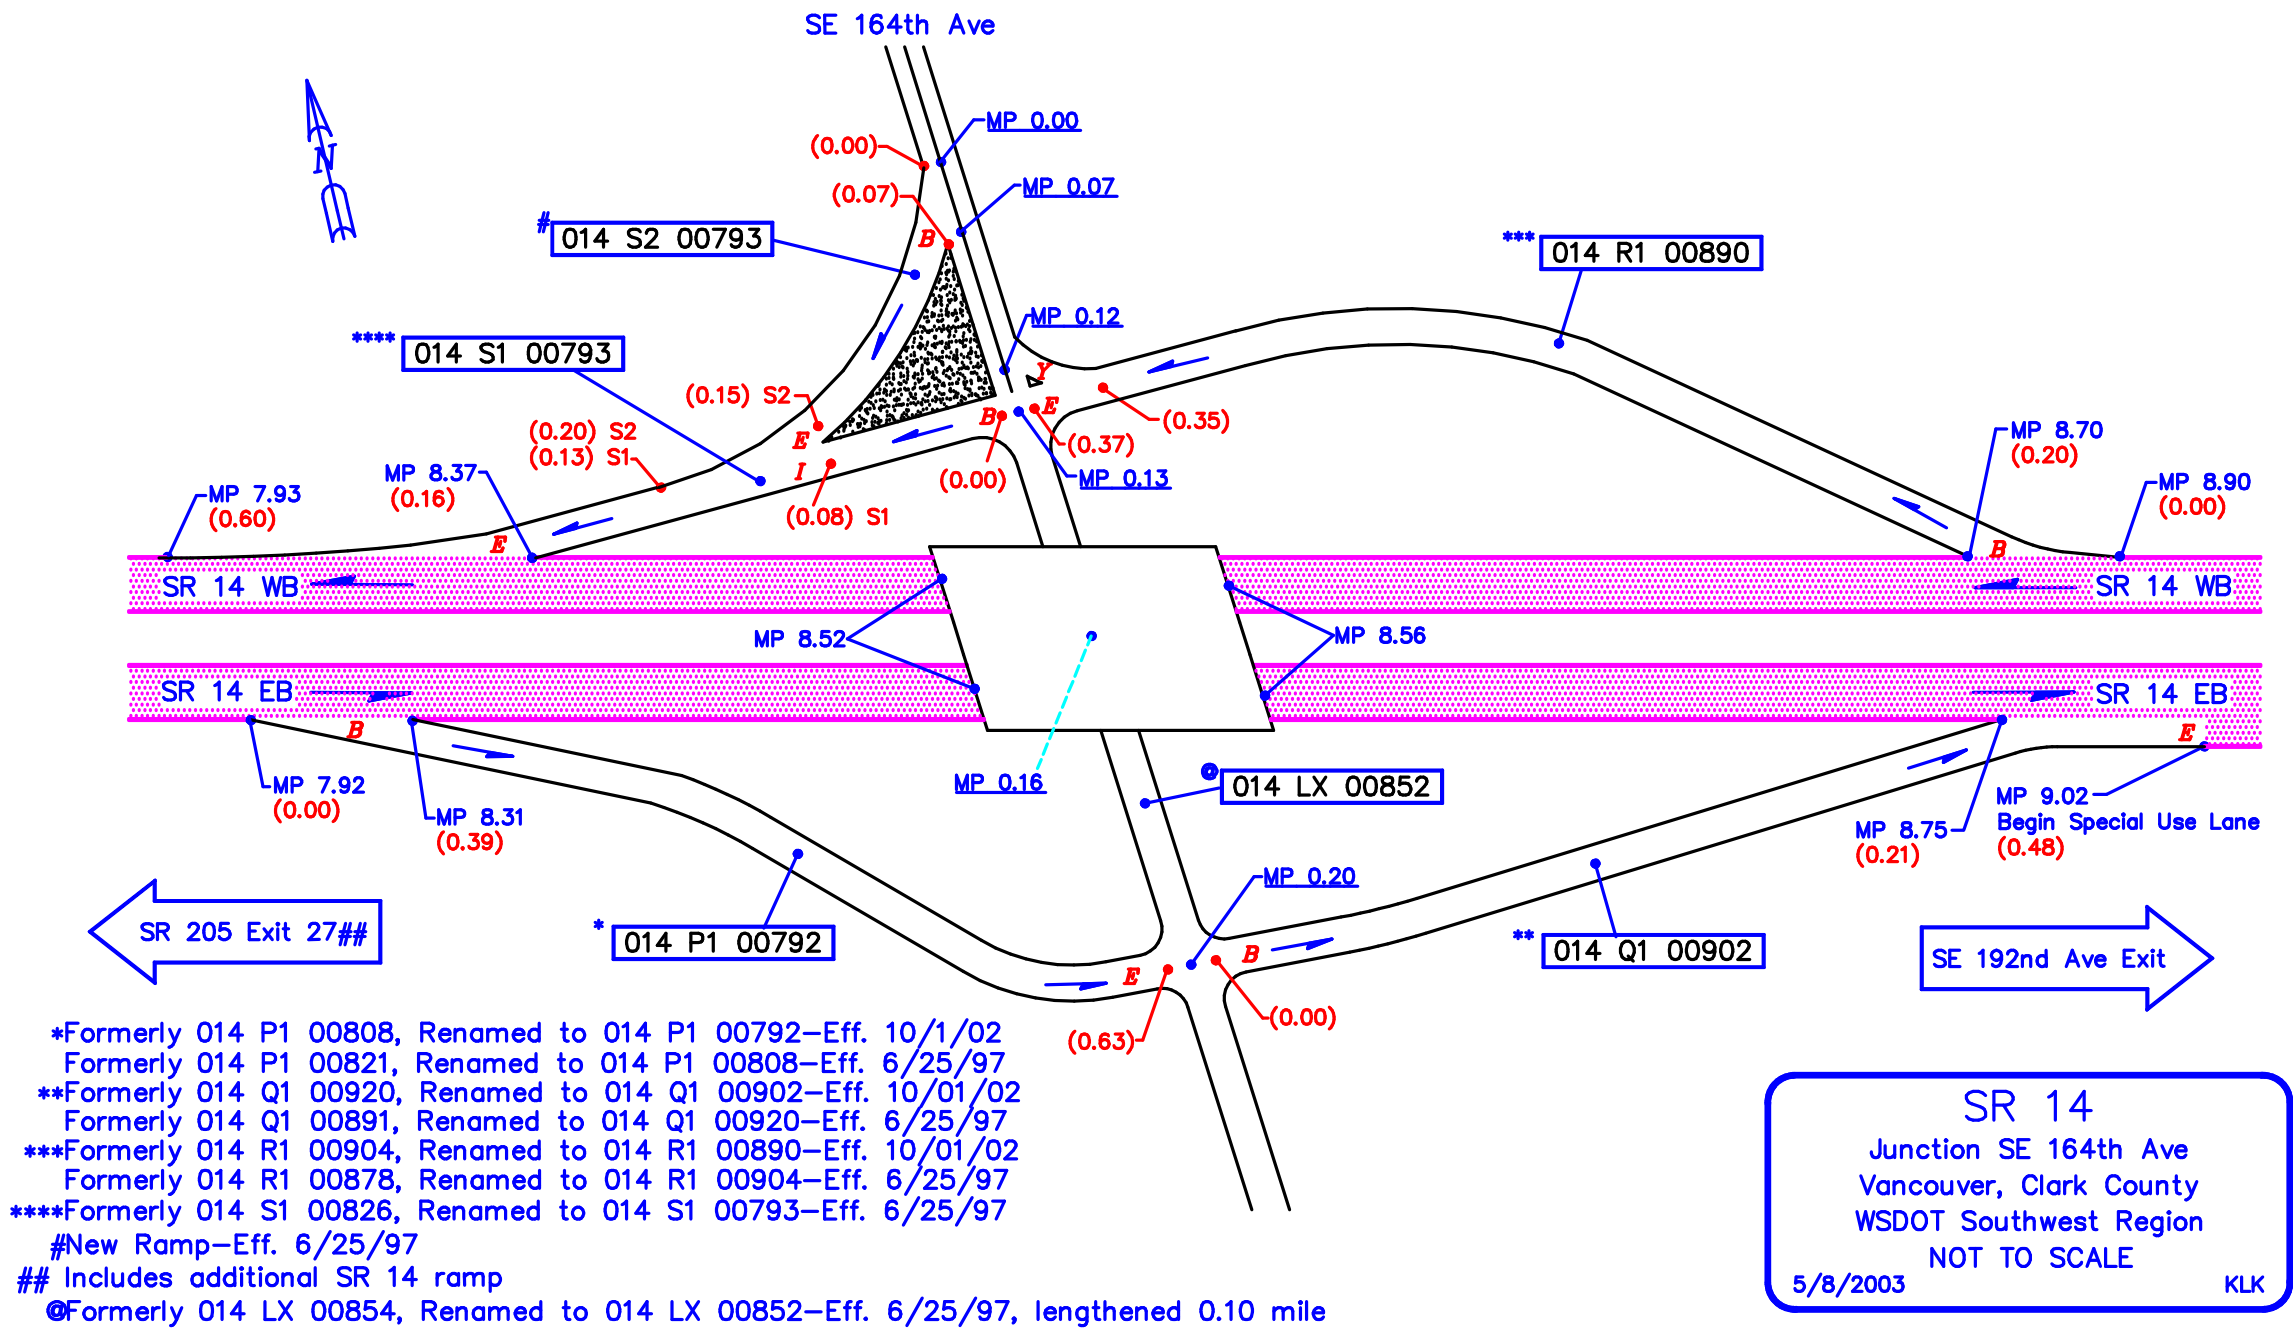 SE 164th Ave
N
MP 0.00
(0.00)
MP 0.07
(0.07)
B
#
014 S2 00793
***
014 R1 00890
MP 0.12
****
014 S1 00793
Y
(0.15) S2
B
E
(0.35)
(0.20) S2
(0.13) S1
E
(0.37)
MP 8.70
(0.20)
MP 8.37
(0.16)
I
(0.00)
MP 0.13
MP 7.93
(0.60)
MP 8.90
(0.00)
(0.08) S1
E
B
SR 14 WB
SR 14 WB
MP 8.52
MP 8.56
SR 14 EB
SR 14 EB
B
E
MP 7.92
(0.00)
MP 0.16
@
014 LX 00852
MP 8.31
(0.39)
MP 9.02
Begin Special Use Lane
(0.48)
MP 8.75
(0.21)
MP 0.20
SR 205 Exit 27##
*
014 P1 00792
**
014 Q1 00902
SE 192nd Ave Exit
E
B
(0.63)
(0.00)
*Formerly 014 P1 00808, Renamed to 014 P1 00792-Eff. 10/1/02
Formerly 014 P1 00821, Renamed to 014 P1 00808-Eff. 6/25/97
**Formerly 014 Q1 00920, Renamed to 014 Q1 00902-Eff. 10/01/02
Formerly 014 Q1 00891, Renamed to 014 Q1 00920-Eff. 6/25/97
***Formerly 014 R1 00904, Renamed to 014 R1 00890-Eff. 10/01/02
Formerly 014 R1 00878, Renamed to 014 R1 00904-Eff. 6/25/97
****Formerly 014 S1 00826, Renamed to 014 S1 00793-Eff. 6/25/97
#New Ramp-Eff. 6/25/97
## Includes additional SR 14 ramp
@Formerly 014 LX 00854, Renamed to 014 LX 00852-Eff. 6/25/97, lengthened 0.10 mile
SR 14
Junction SE 164th Ave
Vancouver, Clark County
WSDOT Southwest Region
NOT TO SCALE
5/8/2003 KLK